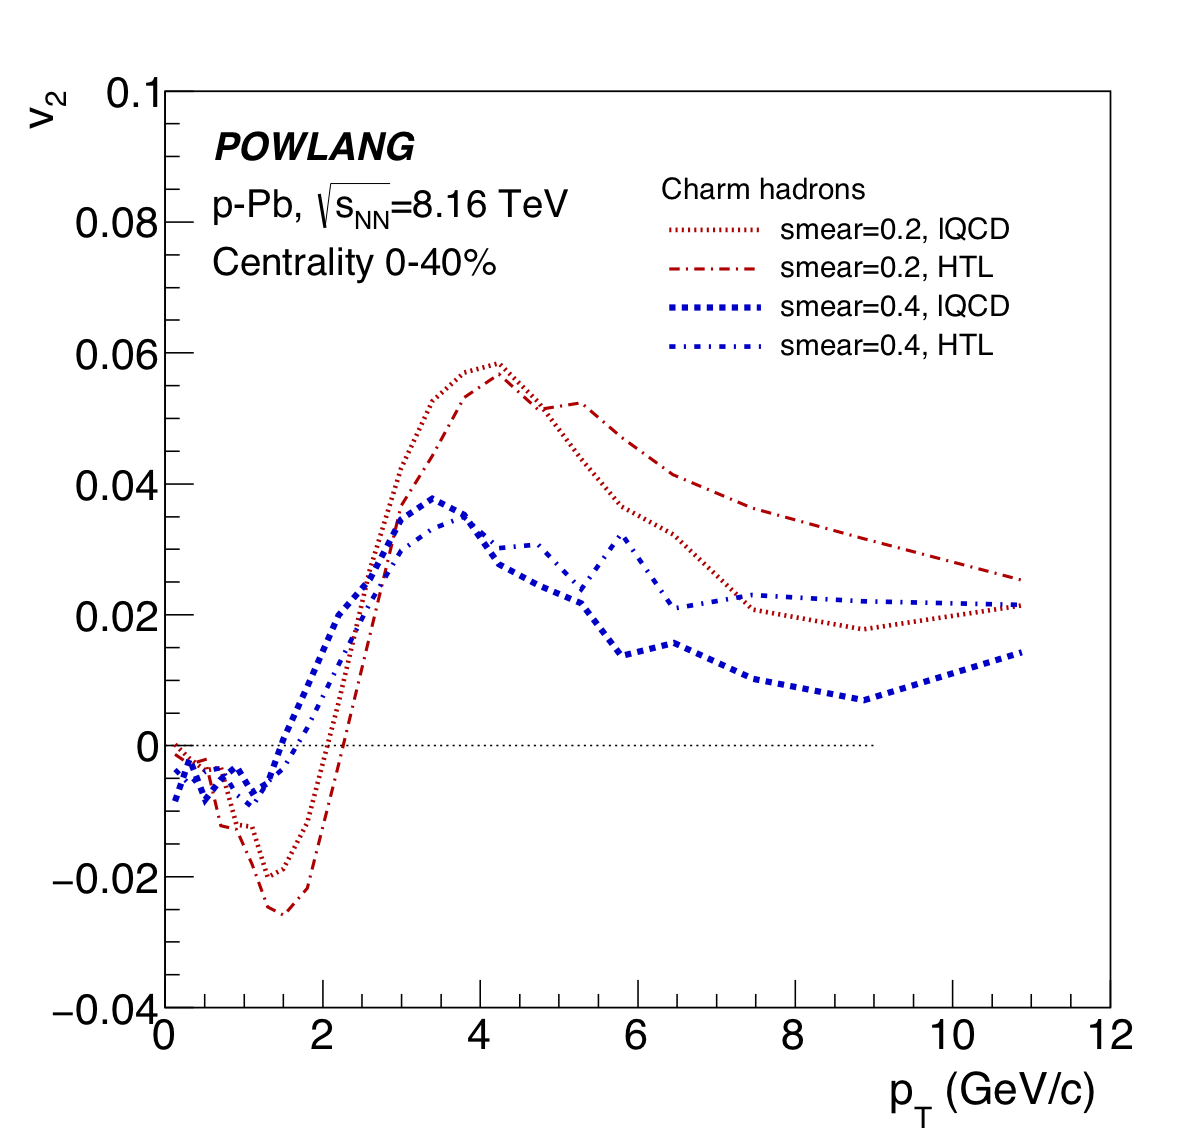 v2
0.1
0.08
0.06
0.04
0.02
0
−0.02
−0.04
POWLANG
p-Pb, √sNN=8.16 TeV
Centrality 0-40%
Charm hadrons
smear=0.2, lQCD
smear=0.2, HTL
smear=0.4, lQCD
smear=0.4, HTL
0 2 4 6 8 10 12
pT (GeV/c)